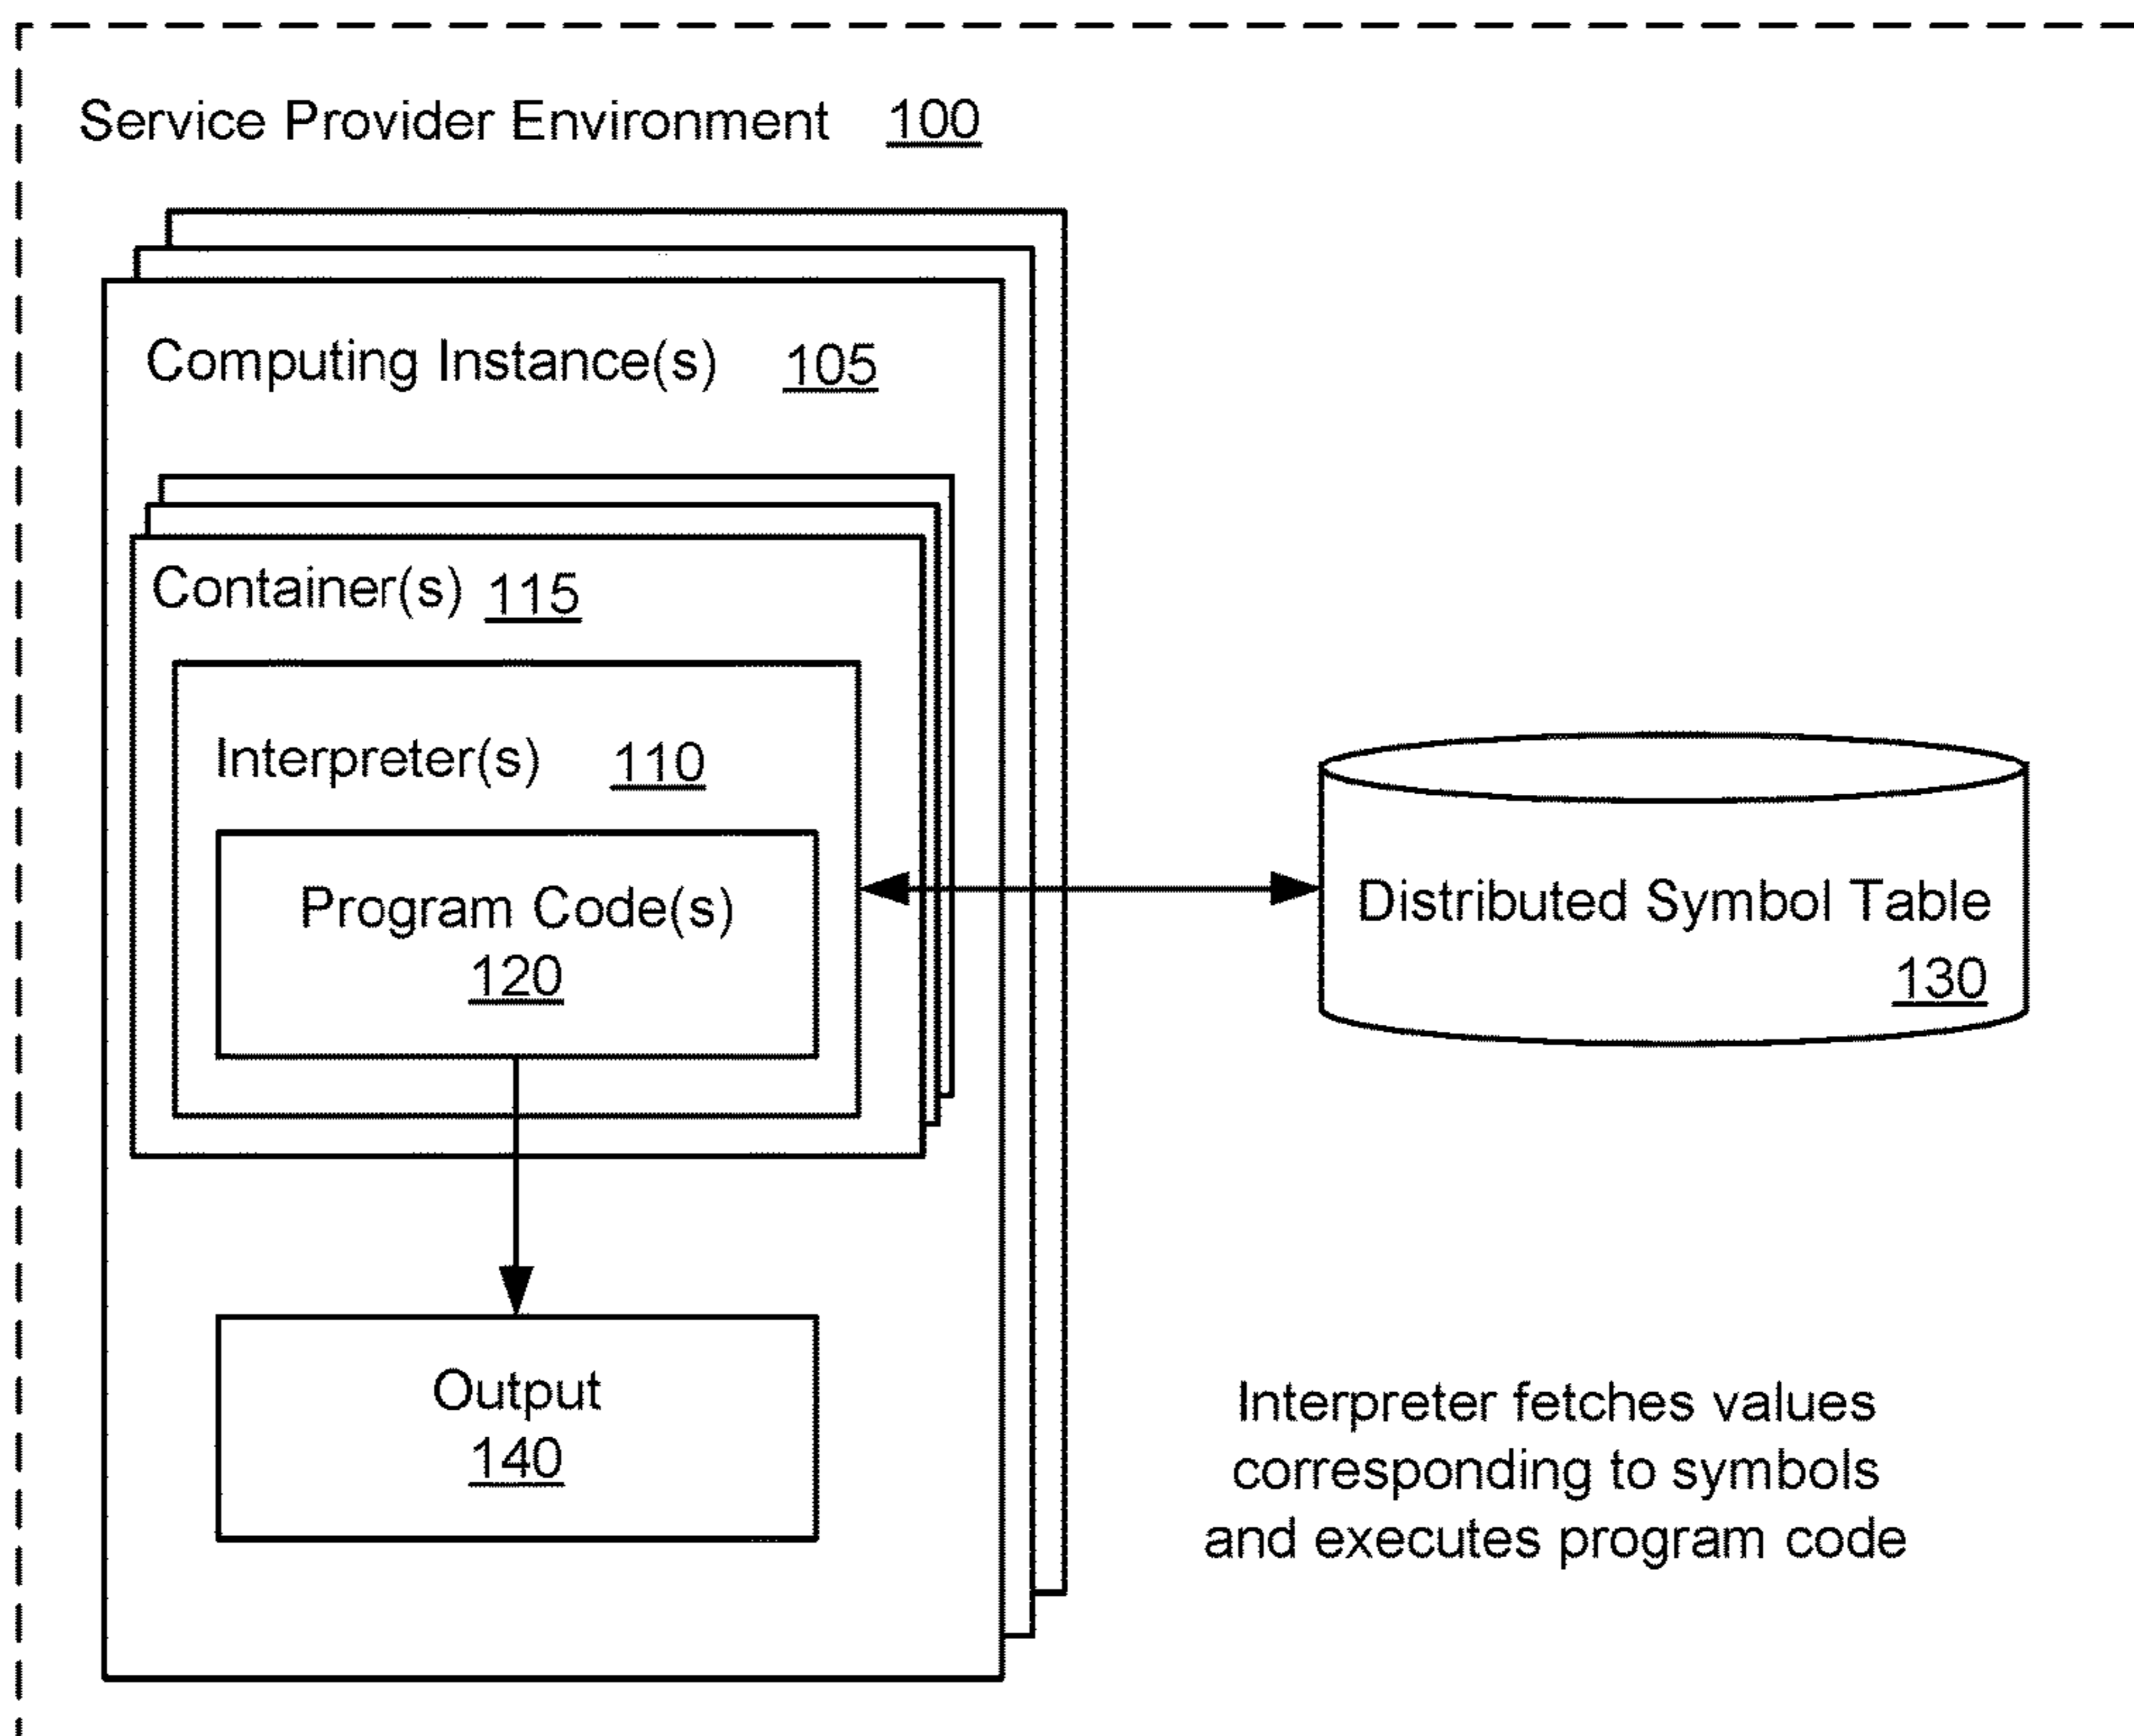 Service Provider Environment 100
Computing Instance(s) 105
Container(s) 115
Interpreter(s) 110
Program Code(s)
120
Distributed Symbol Table
130
Output
140
Interpreter fetches values
corresponding to symbols
and executes program code